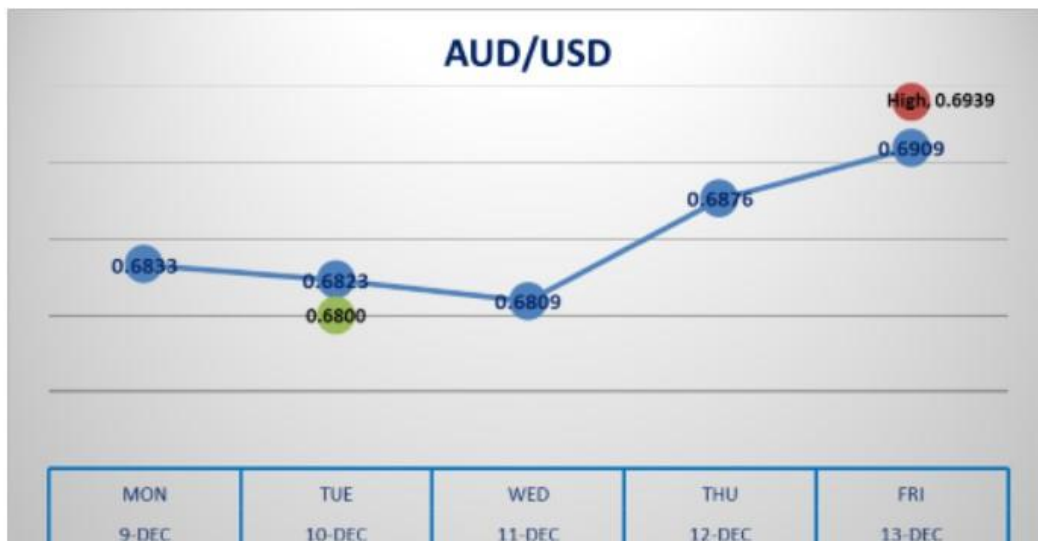 AUD/USD
High, 0.6939
0.6909
0.6876
0.6833
0.6823
0.6809
0.6800
MON TUE WED THU FRI
9-DEC 10-DEC 11-DEC 12-DEC 13-DEC